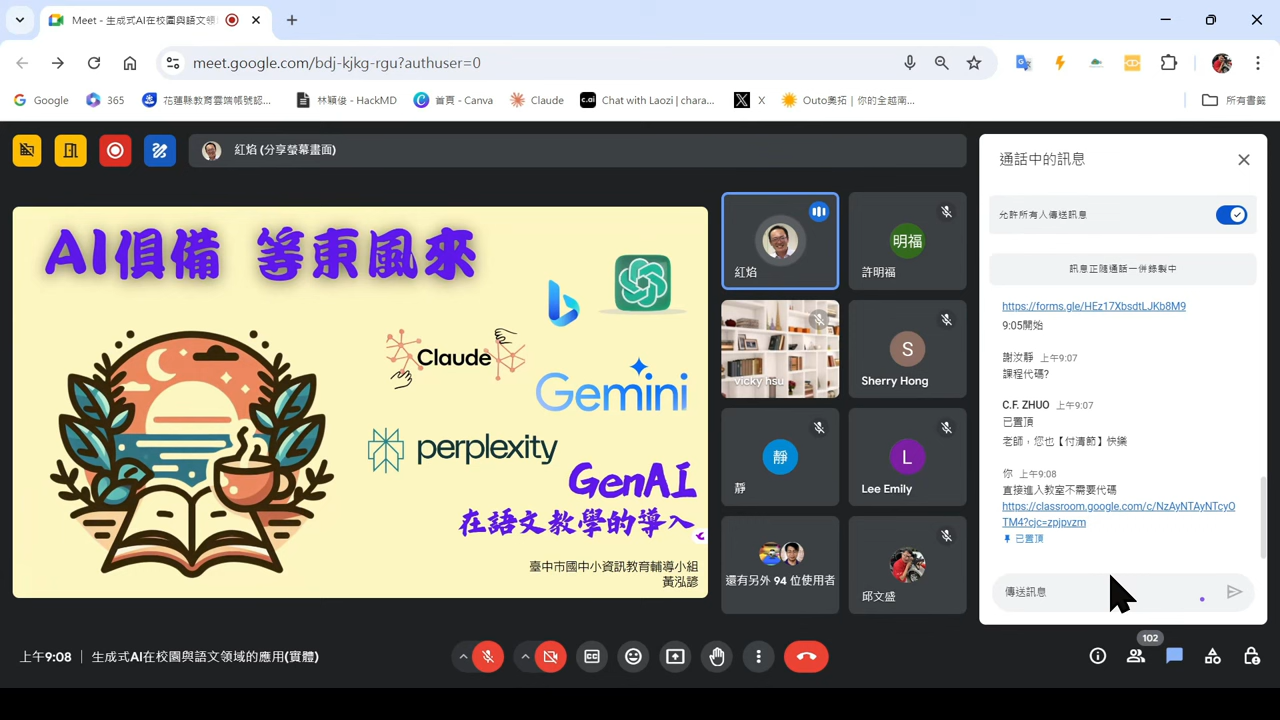 Meet - 生成式AI在校園與語文領
meet.google.com/bdj-kjkg-rgu?authuser=0
Google
365
花蓮縣教育雲端帳號認...
林穎俊 - HackMD
首頁 - Canva
Claude
c.ai
Chat with Laozi | chara...
X
Outo奧拓 | 你的全越南...
所有書籤
紅焰 (分享螢幕畫面)
AI俱備 等東風來
Claude
Gemini
perplexity
GenAI
在語文教學的導入
臺中市國中小資訊教育輔導小組
黃泓諺
紅焰
明福
許明福
vicky hsu
S
Sherry Hong
靜
靜
L
Lee Emily
還有另外 94 位使用者
邱文盛
通話中的訊息
允許所有人傳送訊息
訊息正隨通話一併錄製中
https://forms.gle/HEz17XbsdtLJKb8M9
9:05開始
謝汝靜 上午9:07
課程代碼?
C.F. ZHUO 上午9:07
已置頂
老師，您也【付清節】快樂
你 上午9:08
直接進入教室不需要代碼
https://classroom.google.com/c/NzAyNTAyNTcyO
TM4?cjc=zpjpvzm
已置頂
傳送訊息
上午9:08 | 生成式AI在校園與語文領域的應用(實體)
102